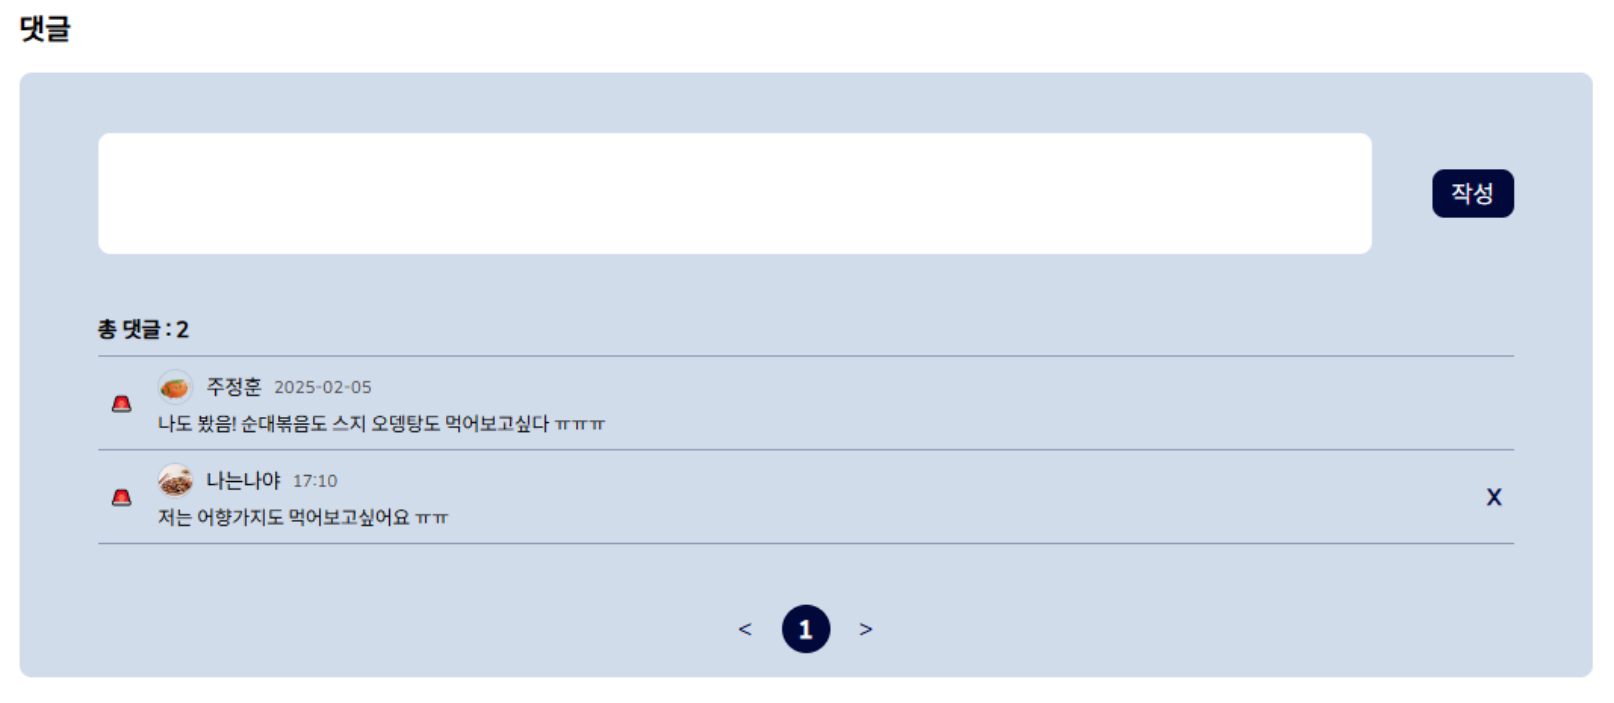 댓글
작성
총 댓글 : 2
주정훈 2025-02-05
나도 봤음! 순대볶음도 스지 오뎅탕도 먹어보고싶다 ㅠㅠㅠ
나는나야 17:10
X
저는 어향가지도 먹어보고싶어요 ㅠㅠ
< 1 >